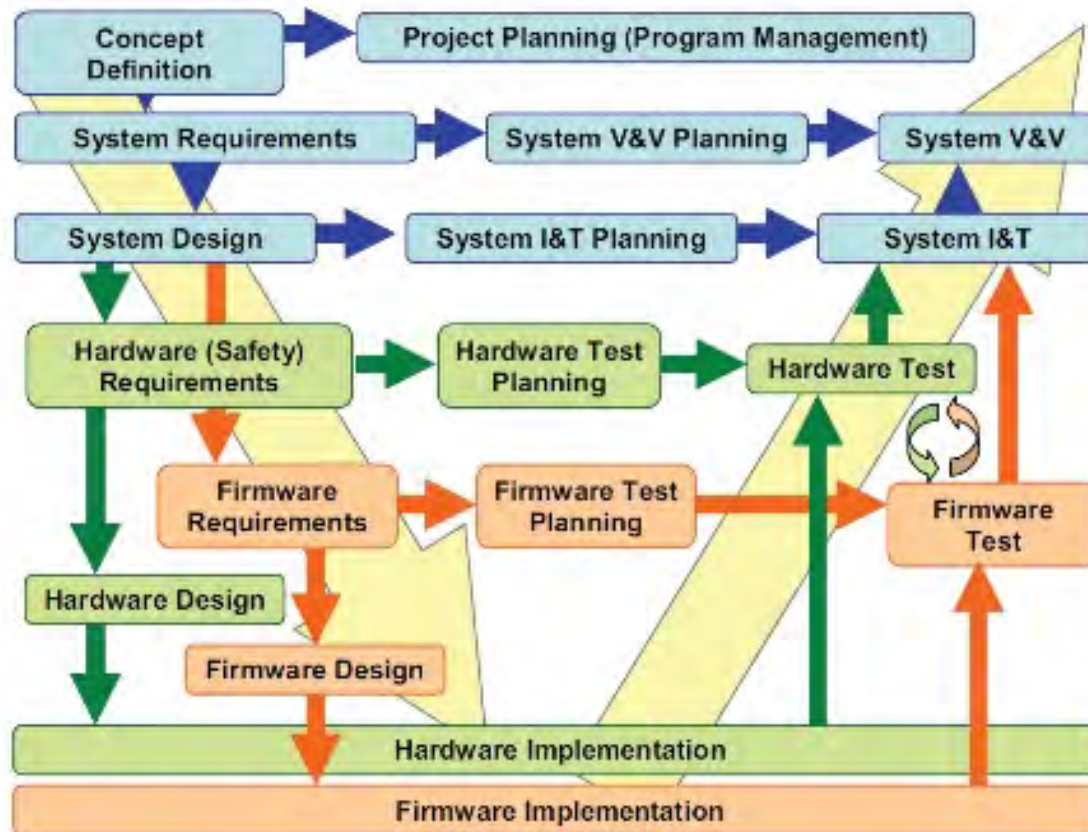 Concept
Definition
Project Planning (Program Management)
System Requirements
System V&V Planning
System V&V
System Design
System I&T Planning
System I&T
Hardware (Safety)
Requirements
Hardware Test
Planning
Hardware Test
Firmware
Requirements
Firmware Test
Planning
Firmware
Test
Hardware Design
Firmware Design
Hardware Implementation
Firmware Implementation